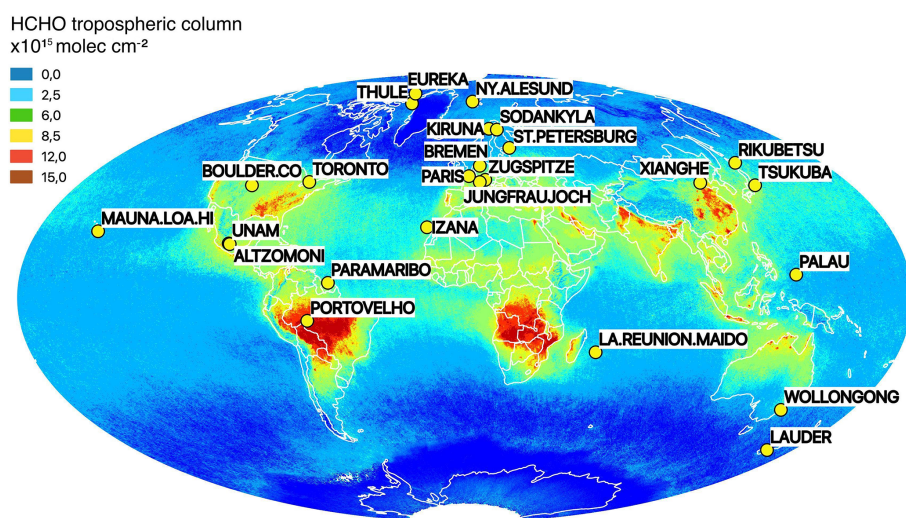 HCHO tropospheric column
x10¹⁵ molec cm⁻²
0,0
2,5
6,0
8,5
12,0
15,0
EUREKA
THULE
NY.ALESUND
SODANKYLA
KIRUNA
ST.PETERSBURG
BREMEN
ZUGSPITZE
PARIS
JUNGFRAUJOCH
RIKUBETSU
XIANGHE
TSUKUBA
BOULDER.CO
TORONTO
MAUNA.LOA.HI
UNAM
IZANA
ALTZOMONI
PARAMARIBO
PALAU
PORTOVELHO
LA.REUNION.MAIDO
WOLLONGONG
LAUDER